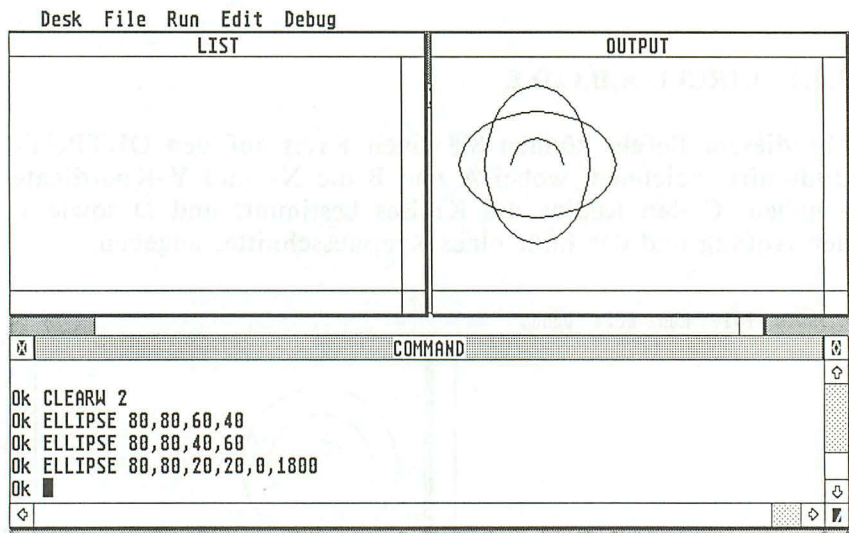 Desk File Run Edit Debug
LIST
OUTPUT
COMMAND
Ok CLEARW 2
Ok ELLIPSE 80,80,60,40
Ok ELLIPSE 80,80,40,60
Ok ELLIPSE 80,80,20,20,0,1800
Ok